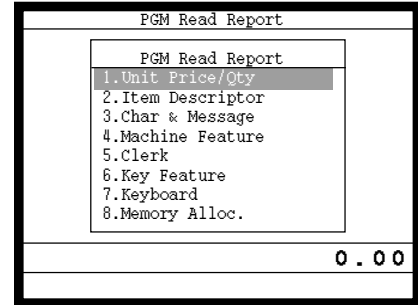 PGM Read Report
PGM Read Report
1.Unit Price/Qty
2.Item Descriptor
3.Char & Message
4.Machine Feature
5.Clerk
6.Key Feature
7.Keyboard
8.Memory Alloc.
0.00